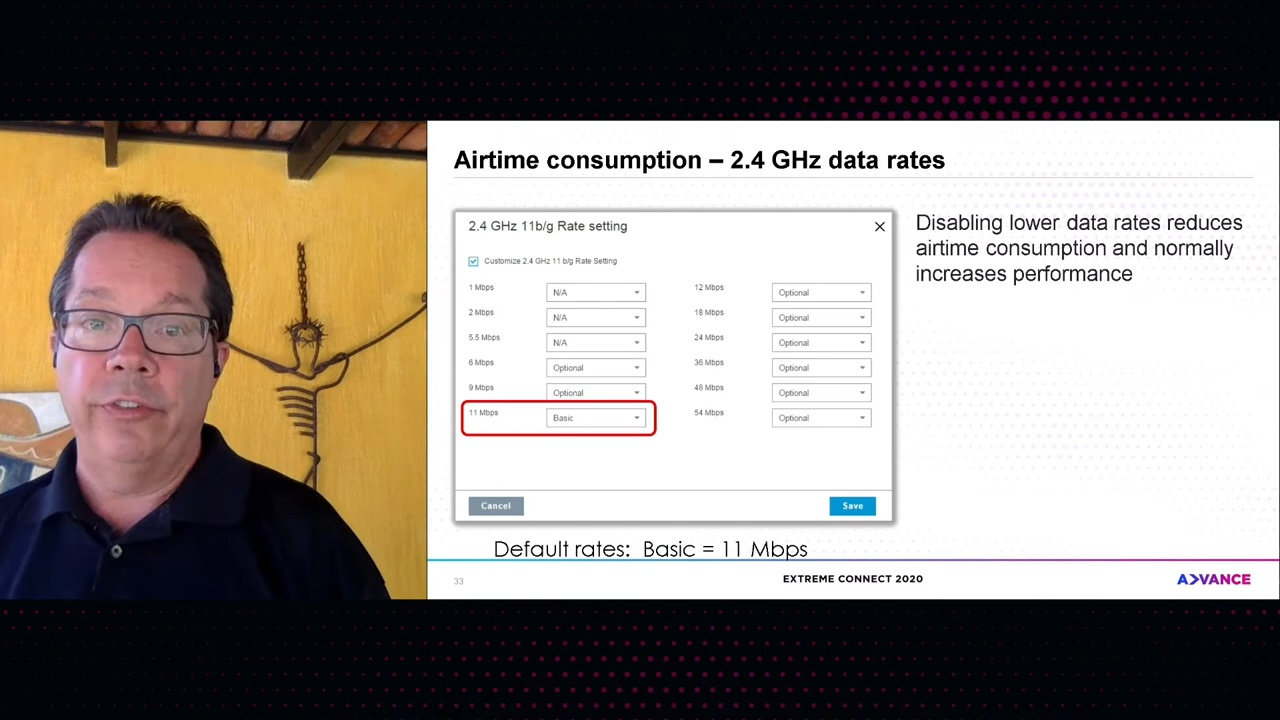 Airtime consumption – 2.4 GHz data rates
2.4 GHz 11b/g Rate setting
Customize 2.4 GHz 11 b/g Rate Setting
1 Mbps N/A 12 Mbps Optional
2 Mbps N/A 18 Mbps Optional
5.5 Mbps N/A 24 Mbps Optional
6 Mbps Optional 36 Mbps Optional
9 Mbps Optional 48 Mbps Optional
11 Mbps Basic 54 Mbps Optional
Cancel Save
Disabling lower data rates reduces
airtime consumption and normally
increases performance
Default rates: Basic = 11 Mbps
33 EXTREME CONNECT 2020 ADVANCE